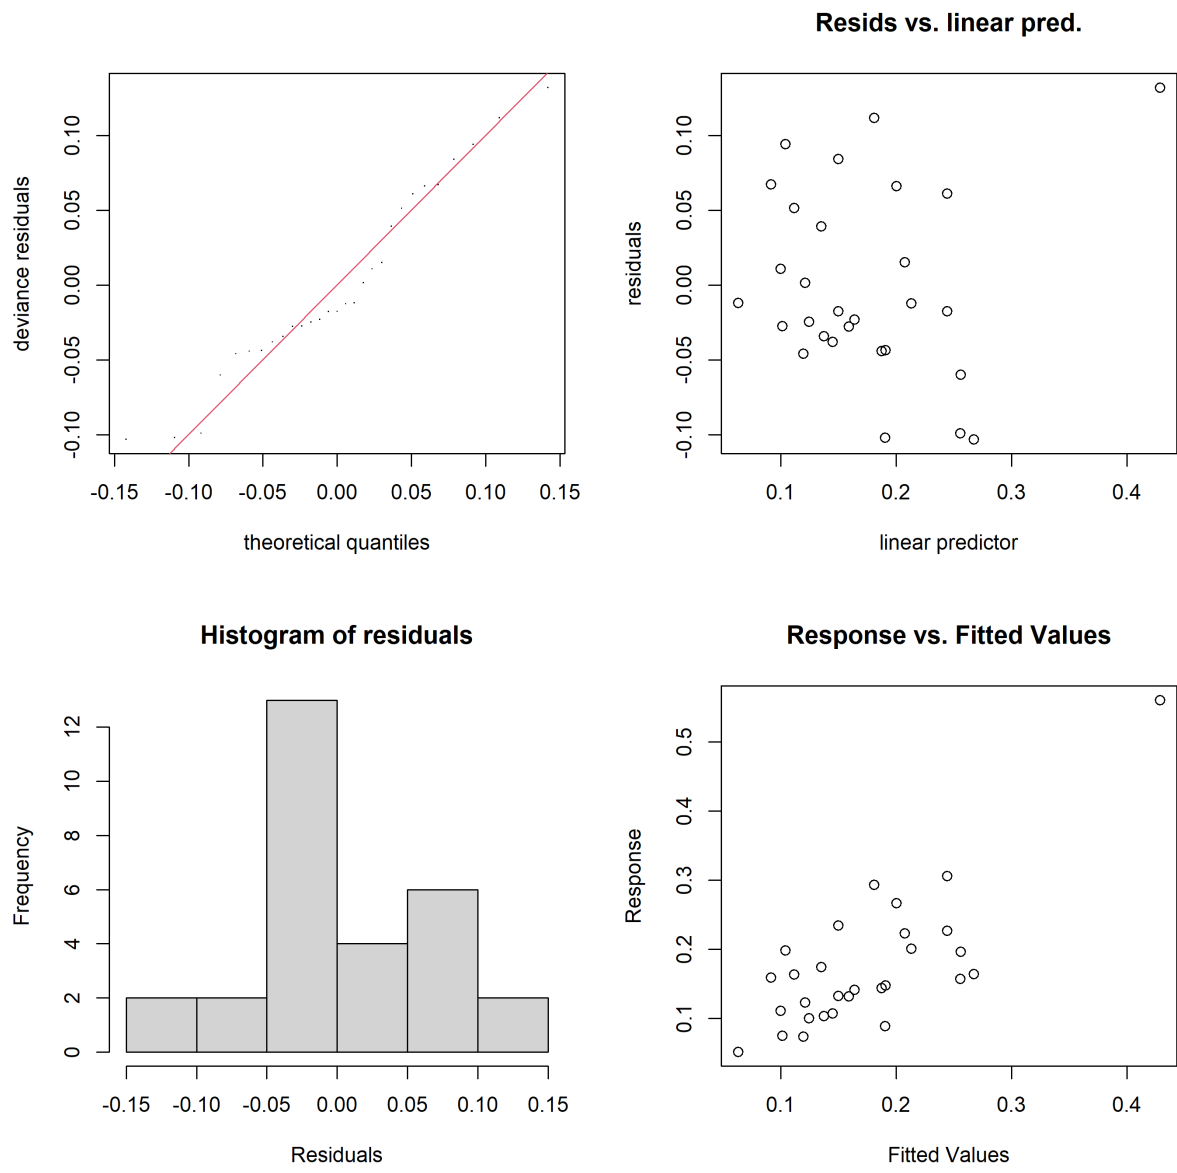 deviance residuals
0.10
0.05
0.00
-0.05
-0.10
-0.15 -0.10 -0.05 0.00 0.05 0.10 0.15
theoretical quantiles
Resids vs. linear pred.
residuals
0.10
0.05
0.00
-0.05
-0.10
0.1 0.2 0.3 0.4
linear predictor
Histogram of residuals
Frequency
12
10
8
6
4
2
0
-0.15 -0.10 -0.05 0.00 0.05 0.10 0.15
Residuals
Response vs. Fitted Values
Response
0.5
0.4
0.3
0.2
0.1
0.1 0.2 0.3 0.4
Fitted Values